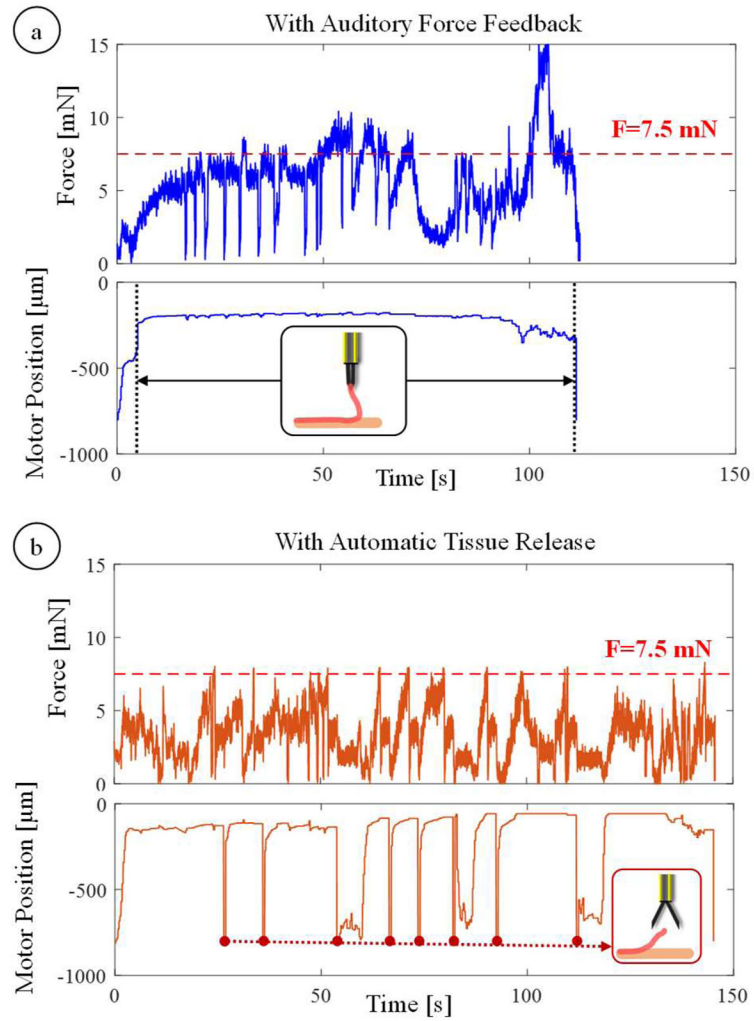 a
With Auditory Force Feedback
Force [mN]
15
10
5
0
F=7.5 mN
Motor Position [µm]
0
-500
-1000
0
50
100
150
Time [s]
b
With Automatic Tissue Release
Force [mN]
15
10
5
0
F=7.5 mN
Motor Position [µm]
0
-500
-1000
0
50
100
150
Time [s]